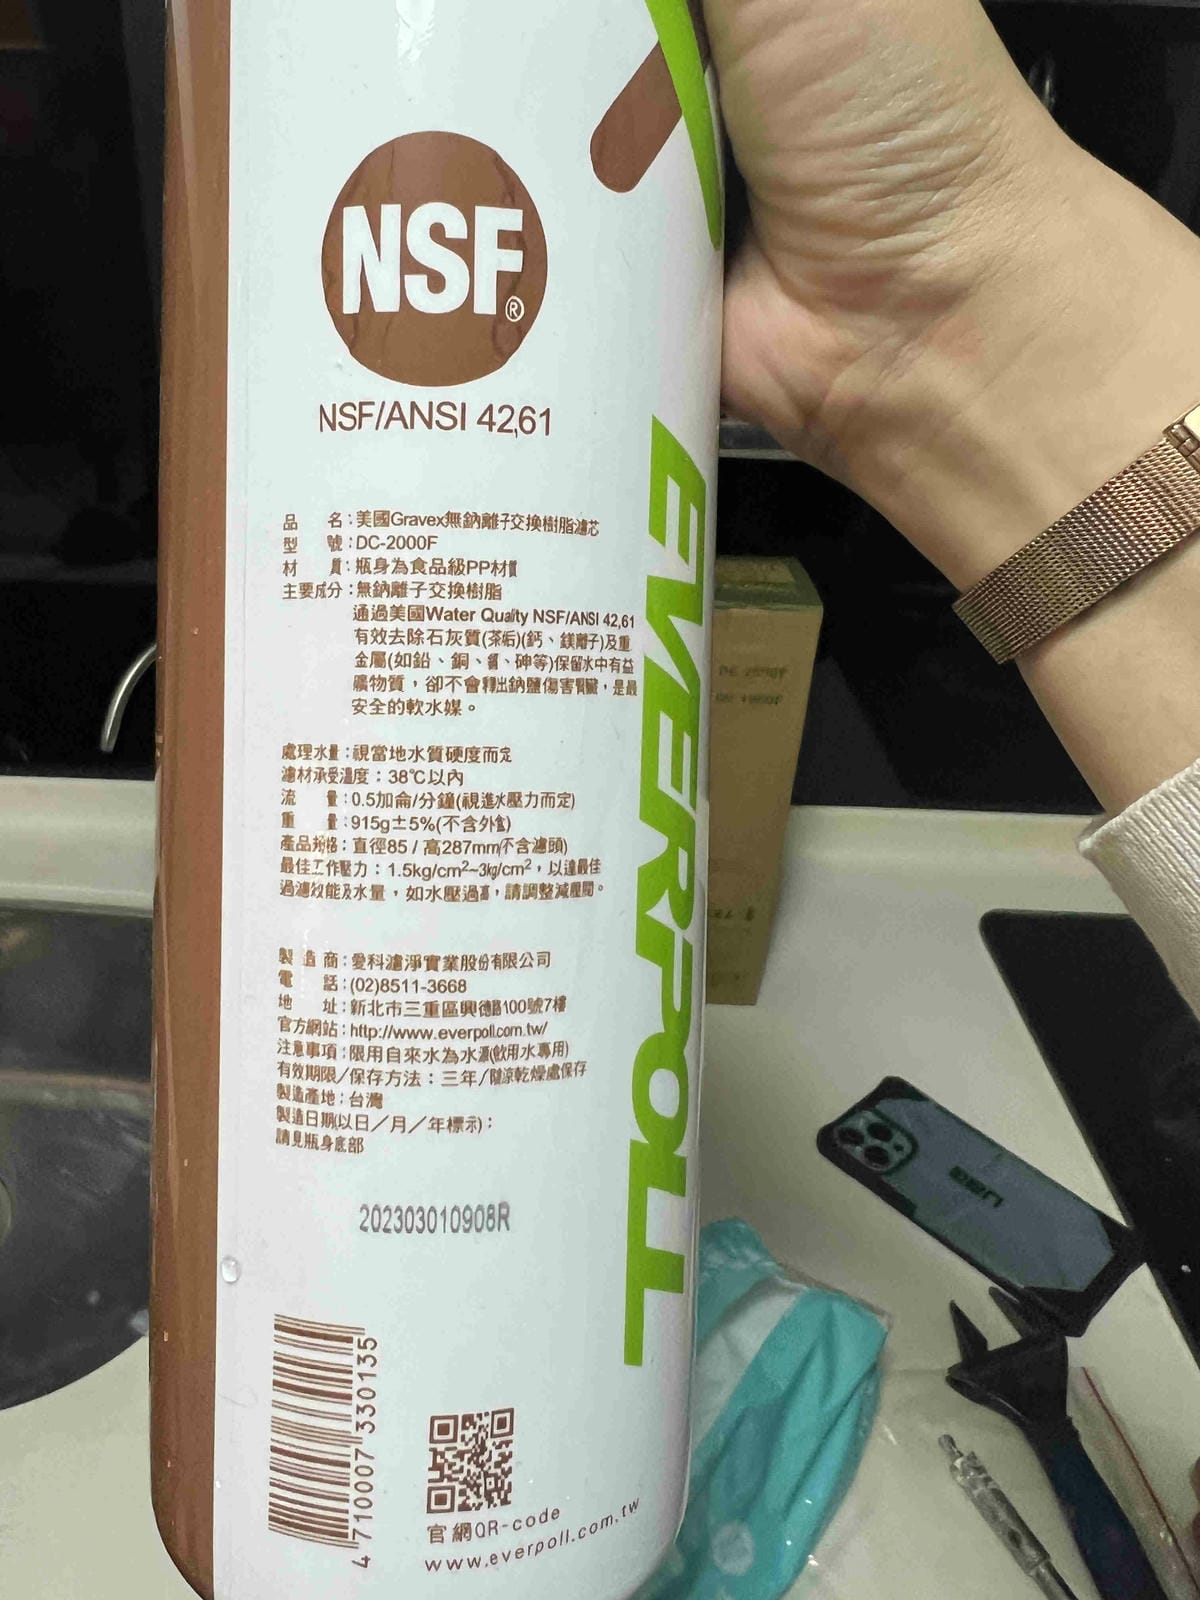 NSF®
NSF/ANSI 42,61
品 名：美國Gravex無鈉離子交換樹脂濾芯
型 號：DC-2000F
材 質：瓶身為食品級PP材質
主要成分：無鈉離子交換樹脂
通過美國Water Quality NSF/ANSI 42,61
有效去除石灰質(茶垢)(鈣、鎂離子)及重
金屬(如鉛、銅、鎘、砷等)保留水中有益
礦物質，卻不會釋出鈉鹽傷害腎臟，是最
安全的軟水媒。
處理水量：視當地水質硬度而定
濾材承受溫度：38℃以內
流 量：0.5加侖/分鐘(視進水壓力而定)
重 量：915g±5%(不含外盒)
產品規格：直徑85 / 高287mm(不含濾頭)
最佳工作壓力：1.5kg/cm²~3kg/cm²，以達最佳
過濾效能及水量，如水壓過高，請調整減壓閥。
製 造 商：愛科濾淨實業股份有限公司
電 話：(02)8511-3668
地 址：新北市三重區興德路100號7樓
官方網站：http://www.everpoll.com.tw/
注意事項：限用自來水為水源(飲用水專用)
有效期限／保存方法：三年/陰涼乾燥處保存
製造產地：台灣
製造日期(以日／月／年標示)：
請見瓶身底部
202303010908R
4 710007 330135
官網QR-code
www.everpoll.com.tw
EVERPOLL